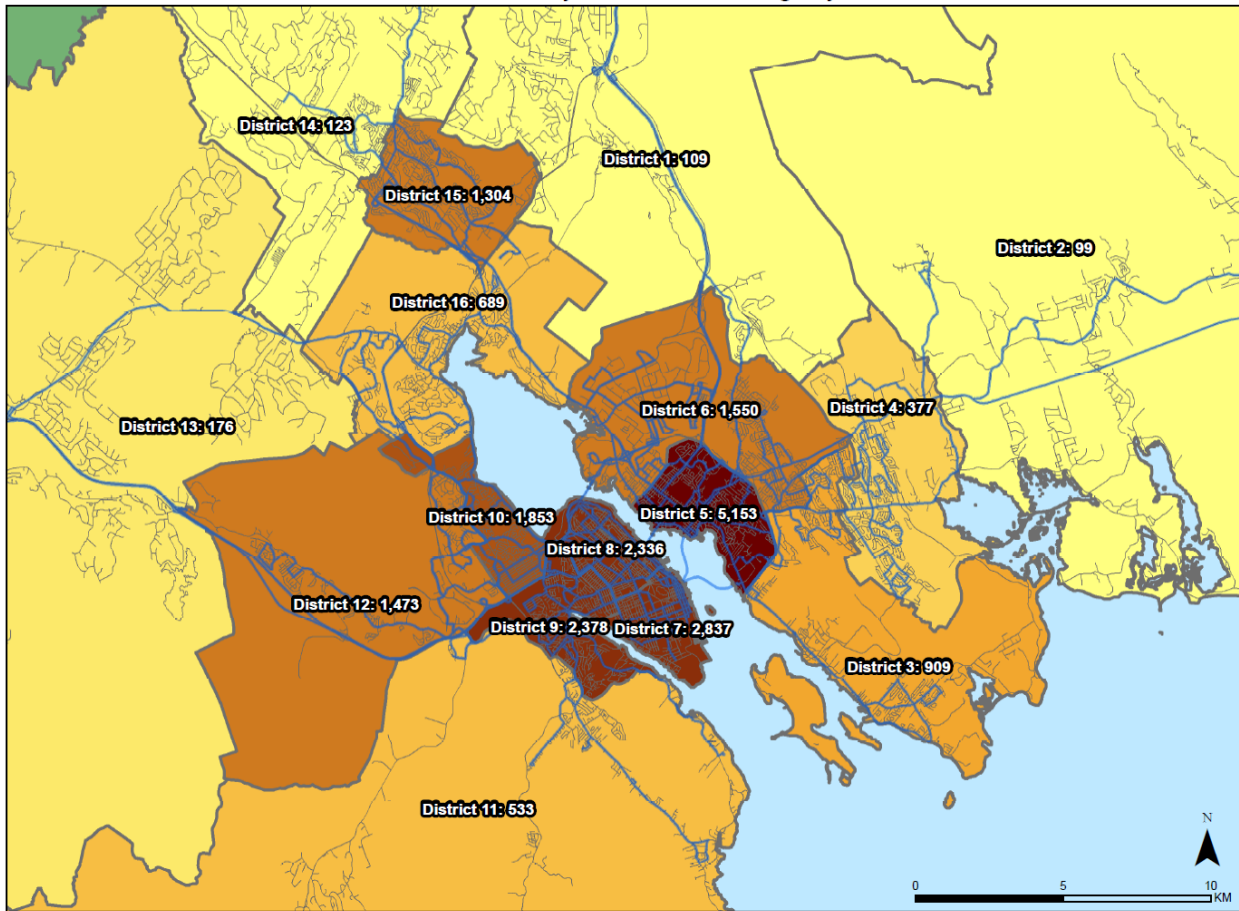 District 14: 123
District 1: 109
District 15: 1,304
District 2: 99
District 16: 689
District 13: 176
District 6: 1,550
District 4: 377
District 5: 5,153
District 10: 1,853
District 8: 2,336
District 12: 1,473
District 9: 2,378
District 7: 2,837
District 3: 909
District 11: 533
N
0 5 10
KM